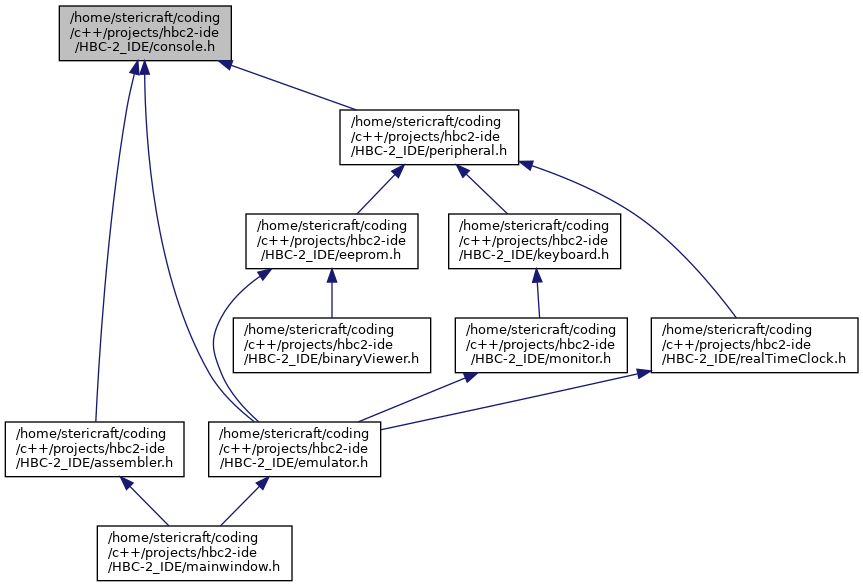 /home/stericraft/coding
/c++/projects/hbc2-ide
/HBC-2_IDE/console.h
/home/stericraft/coding
/c++/projects/hbc2-ide
/HBC-2_IDE/peripheral.h
/home/stericraft/coding
/c++/projects/hbc2-ide
/HBC-2_IDE/eeprom.h
/home/stericraft/coding
/c++/projects/hbc2-ide
/HBC-2_IDE/keyboard.h
/home/stericraft/coding
/c++/projects/hbc2-ide
/HBC-2_IDE/binaryViewer.h
/home/stericraft/coding
/c++/projects/hbc2-ide
/HBC-2_IDE/monitor.h
/home/stericraft/coding
/c++/projects/hbc2-ide
/HBC-2_IDE/realTimeClock.h
/home/stericraft/coding
/c++/projects/hbc2-ide
/HBC-2_IDE/assembler.h
/home/stericraft/coding
/c++/projects/hbc2-ide
/HBC-2_IDE/emulator.h
/home/stericraft/coding
/c++/projects/hbc2-ide
/HBC-2_IDE/mainwindow.h